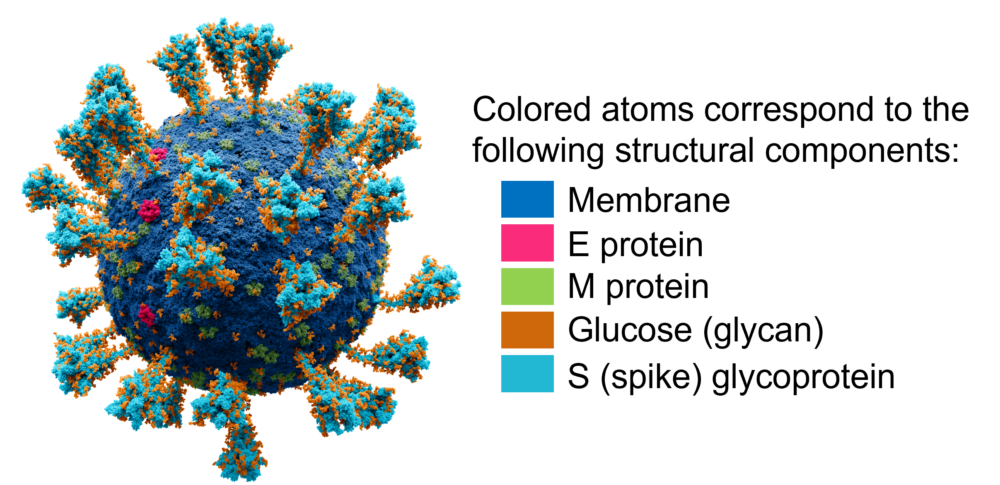 Colored atoms correspond to the
following structural components:
Membrane
E protein
M protein
Glucose (glycan)
S (spike) glycoprotein